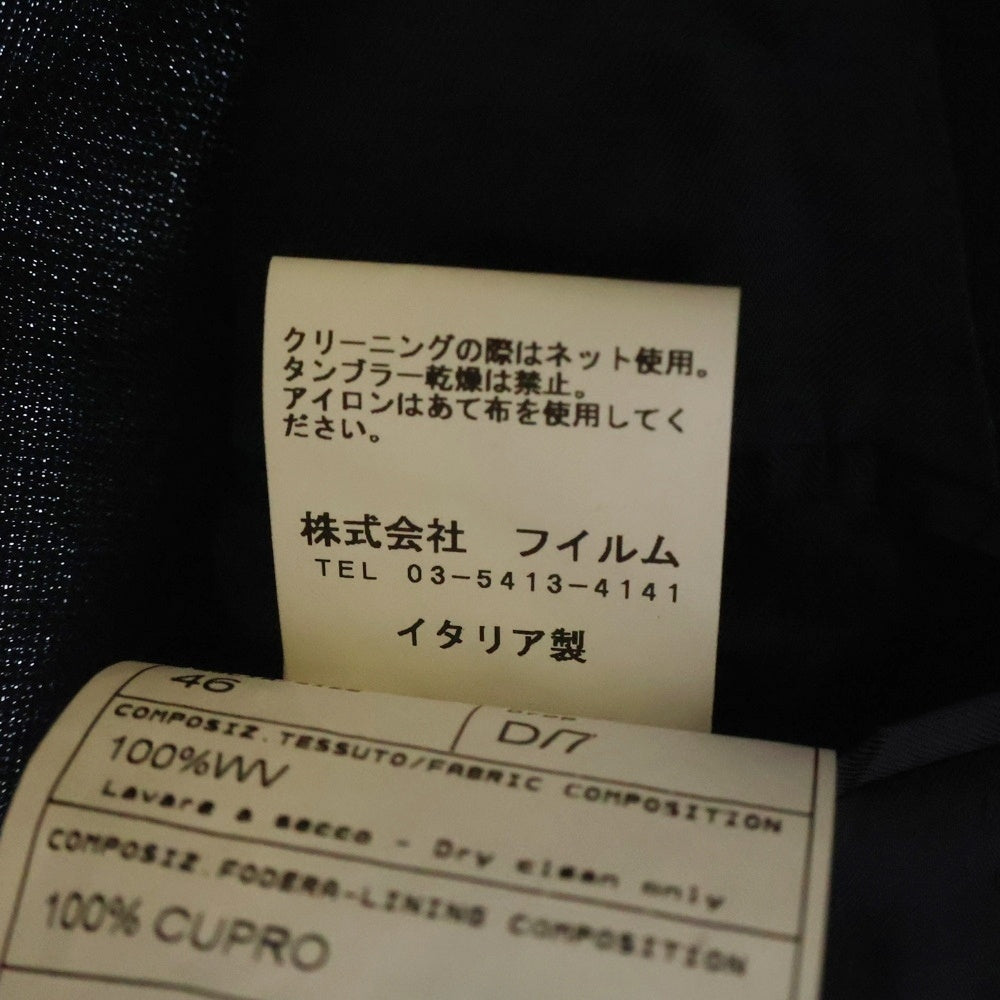 クリーニングの際はネット使用。
タンブラー乾燥は禁止。
アイロンはあて布を使用してく
ださい。
株式会社　フイルム
TEL 03-5413-4141
イタリア製
46
D/7
COMPOSIZ.TESSUTO/FABRIC COMPOSITION
100%WV
Lavare a secco - Dry clean only
COMPOSIZ.FODERA-LINING COMPOSITION
100% CUPRO